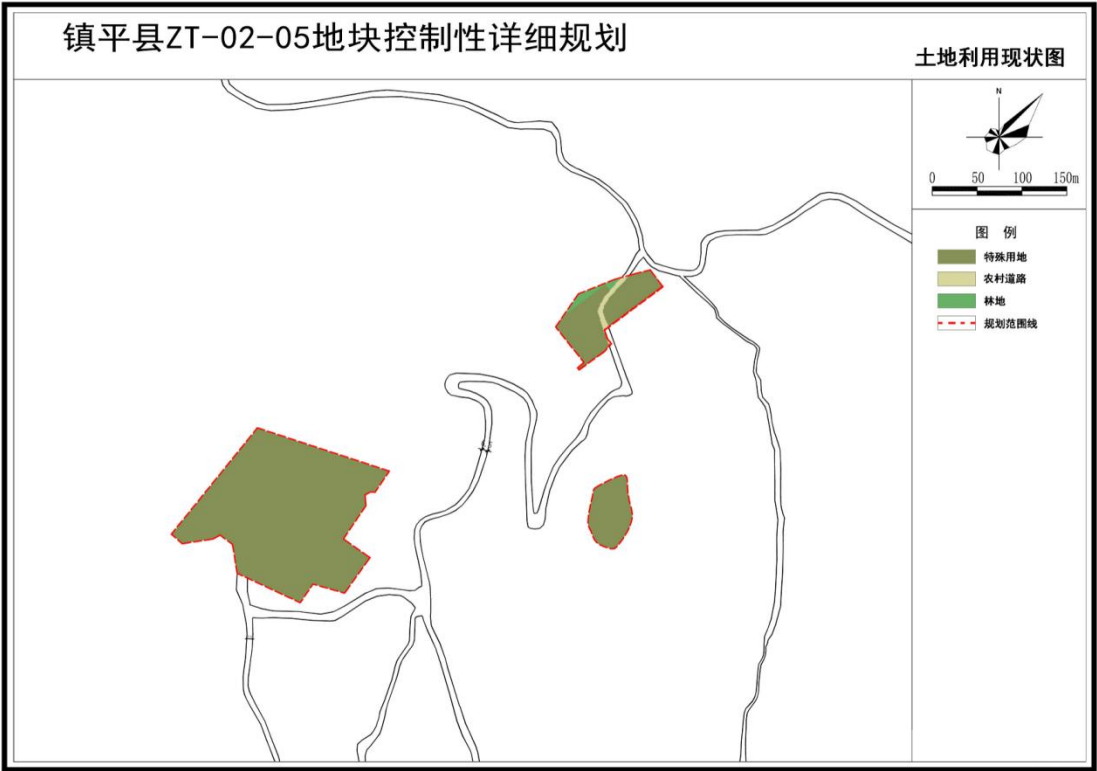 镇平县ZT-02-05地块控制性详细规划
土地利用现状图
N
0 50 100 150m
图 例
特殊用地
农村道路
林地
规划范围线